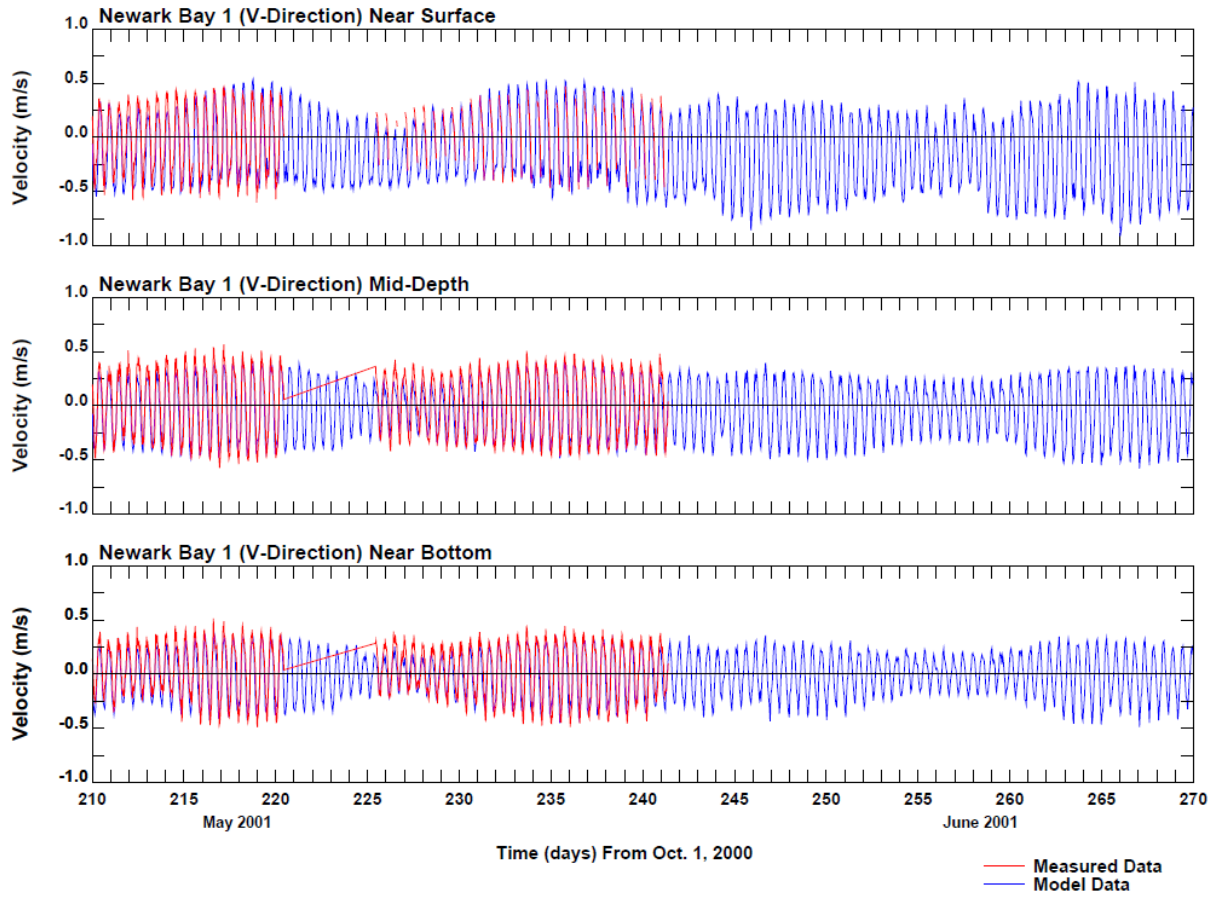 Newark Bay 1 (V-Direction) Near Surface
1.0
0.5
0.0
-0.5
-1.0
Velocity (m/s)
Newark Bay 1 (V-Direction) Mid-Depth
1.0
0.5
0.0
-0.5
-1.0
Velocity (m/s)
Newark Bay 1 (V-Direction) Near Bottom
1.0
0.5
0.0
-0.5
-1.0
Velocity (m/s)
210 215 220 225 230 235 240 245 250 255 260 265 270
May 2001 June 2001
Time (days) From Oct. 1, 2000
Measured Data
Model Data